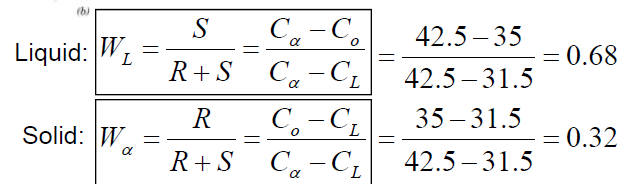 (b)
Liquid: W_L = S / (R + S) = (C_α − C_o) / (C_α − C_L) = (42.5 − 35) / (42.5 − 31.5) = 0.68
Solid: W_α = R / (R + S) = (C_o − C_L) / (C_α − C_L) = (35 − 31.5) / (42.5 − 31.5) = 0.32